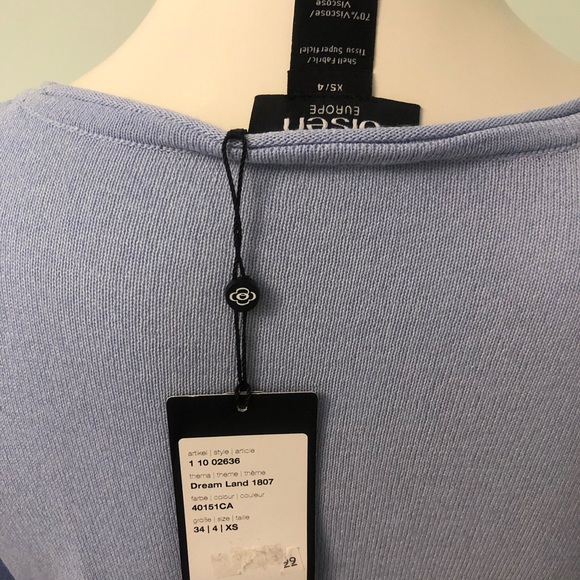 70% Viscose/
Viscose
Shell Fabric/
Tissu Superficiel
XS/4
olsen
EUROPE
artikel | style | article
1 10 02636
thema | theme | thème
Dream Land 1807
farbe | colour | couleur
40151CA
größe | size | taille
34 | 4 | XS